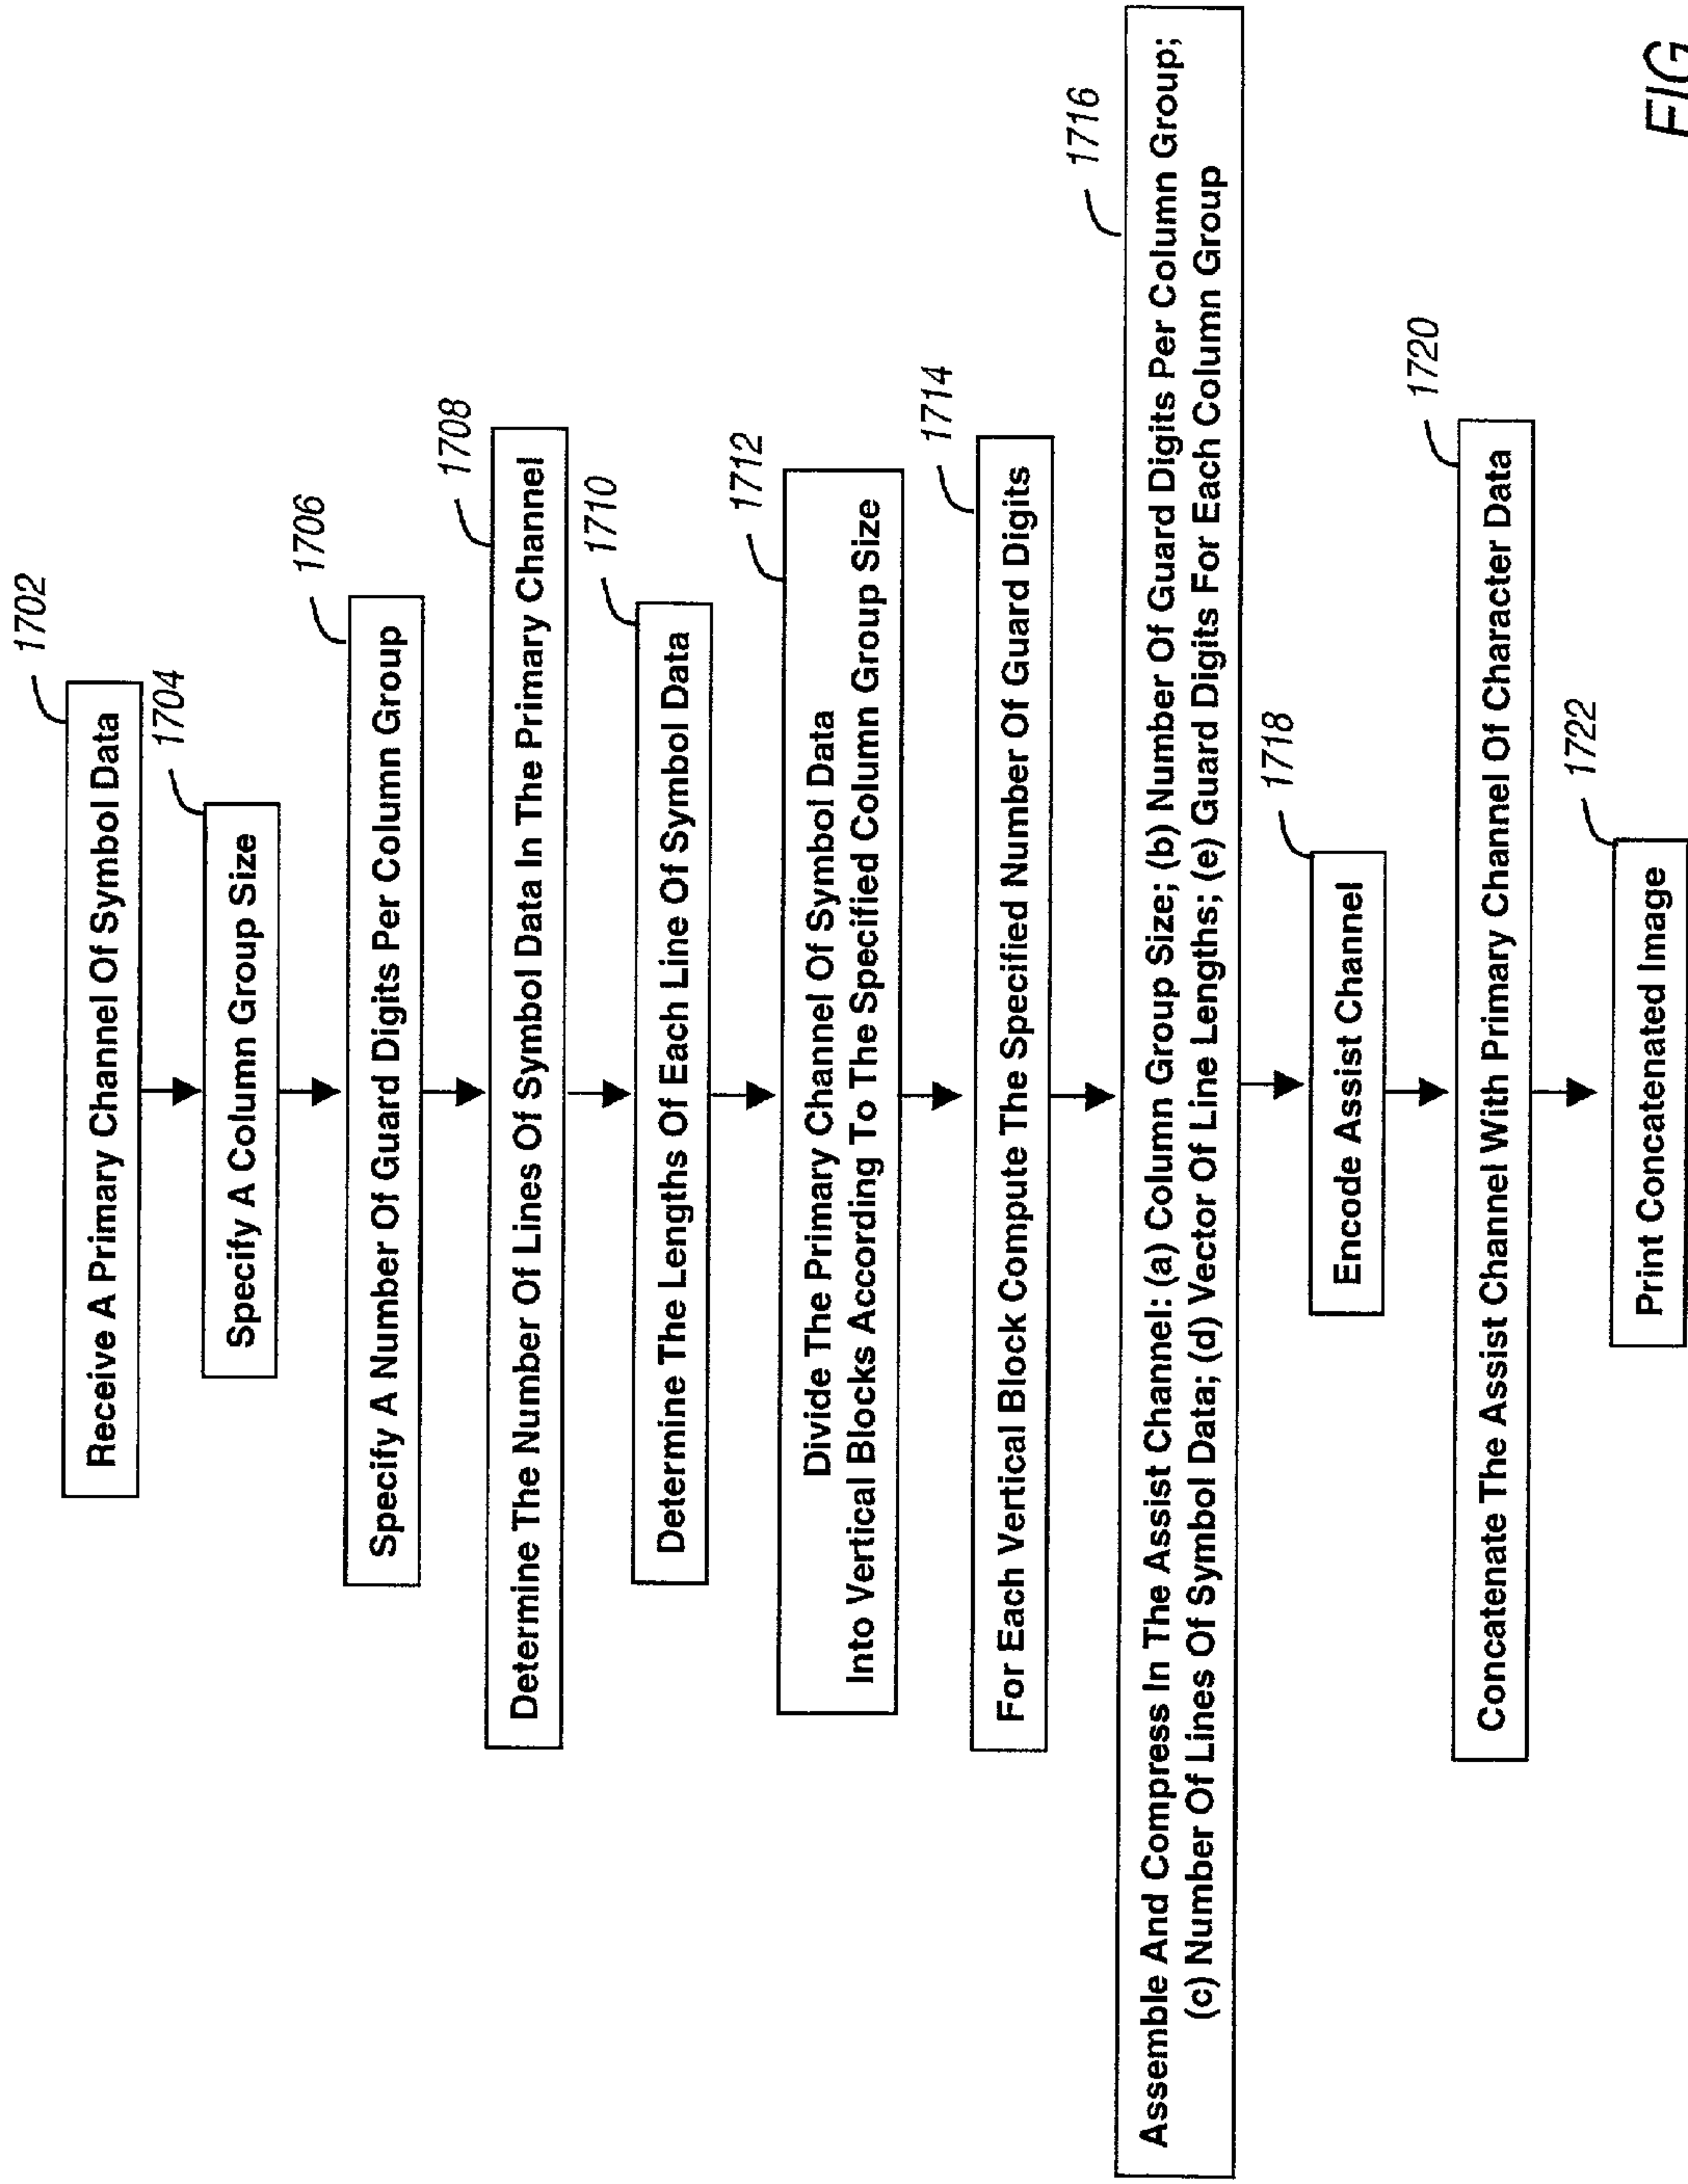 1702
Receive A Primary Channel Of Symbol Data
1704
Specify A Column Group Size
1706
Specify A Number Of Guard Digits Per Column Group
1708
Determine The Number Of Lines Of Symbol Data In The Primary Channel
1710
Determine The Lengths Of Each Line Of Symbol Data
1712
Divide The Primary Channel Of Symbol Data
Into Vertical Blocks According To The Specified Column Group Size
1714
For Each Vertical Block Compute The Specified Number Of Guard Digits
1716
Assemble And Compress In The Assist Channel: (a) Column Group Size; (b) Number Of Guard Digits Per Column Group;
(c) Number Of Lines Of Symbol Data; (d) Vector Of Line Lengths; (e) Guard Digits For Each Column Group
1718
Encode Assist Channel
1720
Concatenate The Assist Channel With Primary Channel Of Character Data
1722
Print Concatenated Image
FIG